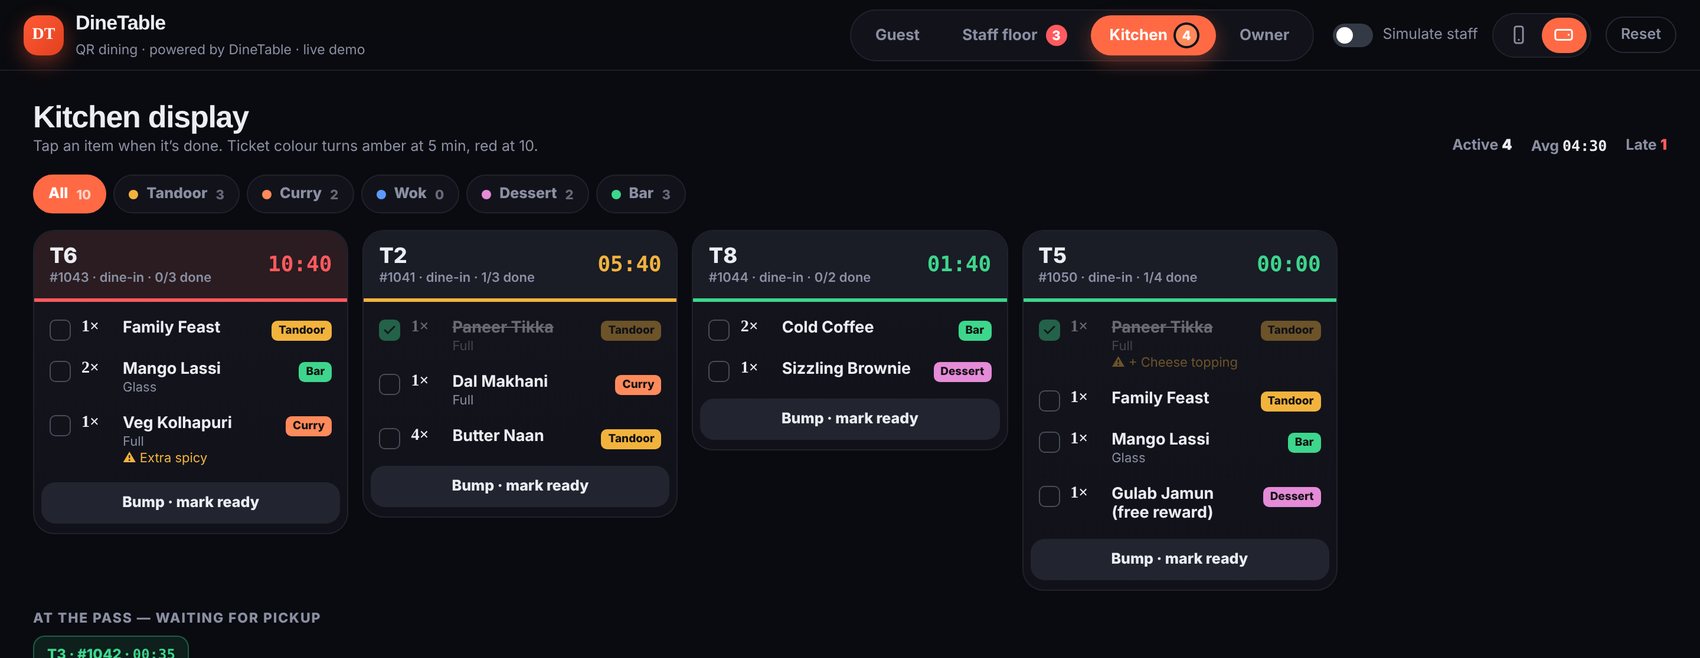 DT
DineTable
QR dining · powered by DineTable · live demo
Guest
Staff floor 3
Kitchen 4
Owner
Simulate staff
Reset
Kitchen display
Tap an item when it’s done. Ticket colour turns amber at 5 min, red at 10.
Active 4 Avg 04:30 Late 1
All 10
Tandoor 3
Curry 2
Wok 0
Dessert 2
Bar 3
T6
#1043 · dine-in · 0/3 done
10:40
1× Family Feast Tandoor
2× Mango Lassi Bar
Glass
1× Veg Kolhapuri Curry
Full
⚠ Extra spicy
Bump · mark ready
T2
#1041 · dine-in · 1/3 done
05:40
1× Paneer Tikka Tandoor
Full
1× Dal Makhani Curry
Full
4× Butter Naan Tandoor
Bump · mark ready
T8
#1044 · dine-in · 0/2 done
01:40
2× Cold Coffee Bar
1× Sizzling Brownie Dessert
Bump · mark ready
T5
#1050 · dine-in · 1/4 done
00:00
1× Paneer Tikka Tandoor
Full
⚠ + Cheese topping
1× Family Feast Tandoor
1× Mango Lassi Bar
Glass
1× Gulab Jamun Dessert
(free reward)
Bump · mark ready
AT THE PASS — WAITING FOR PICKUP
T3 · #1042 · 00:35